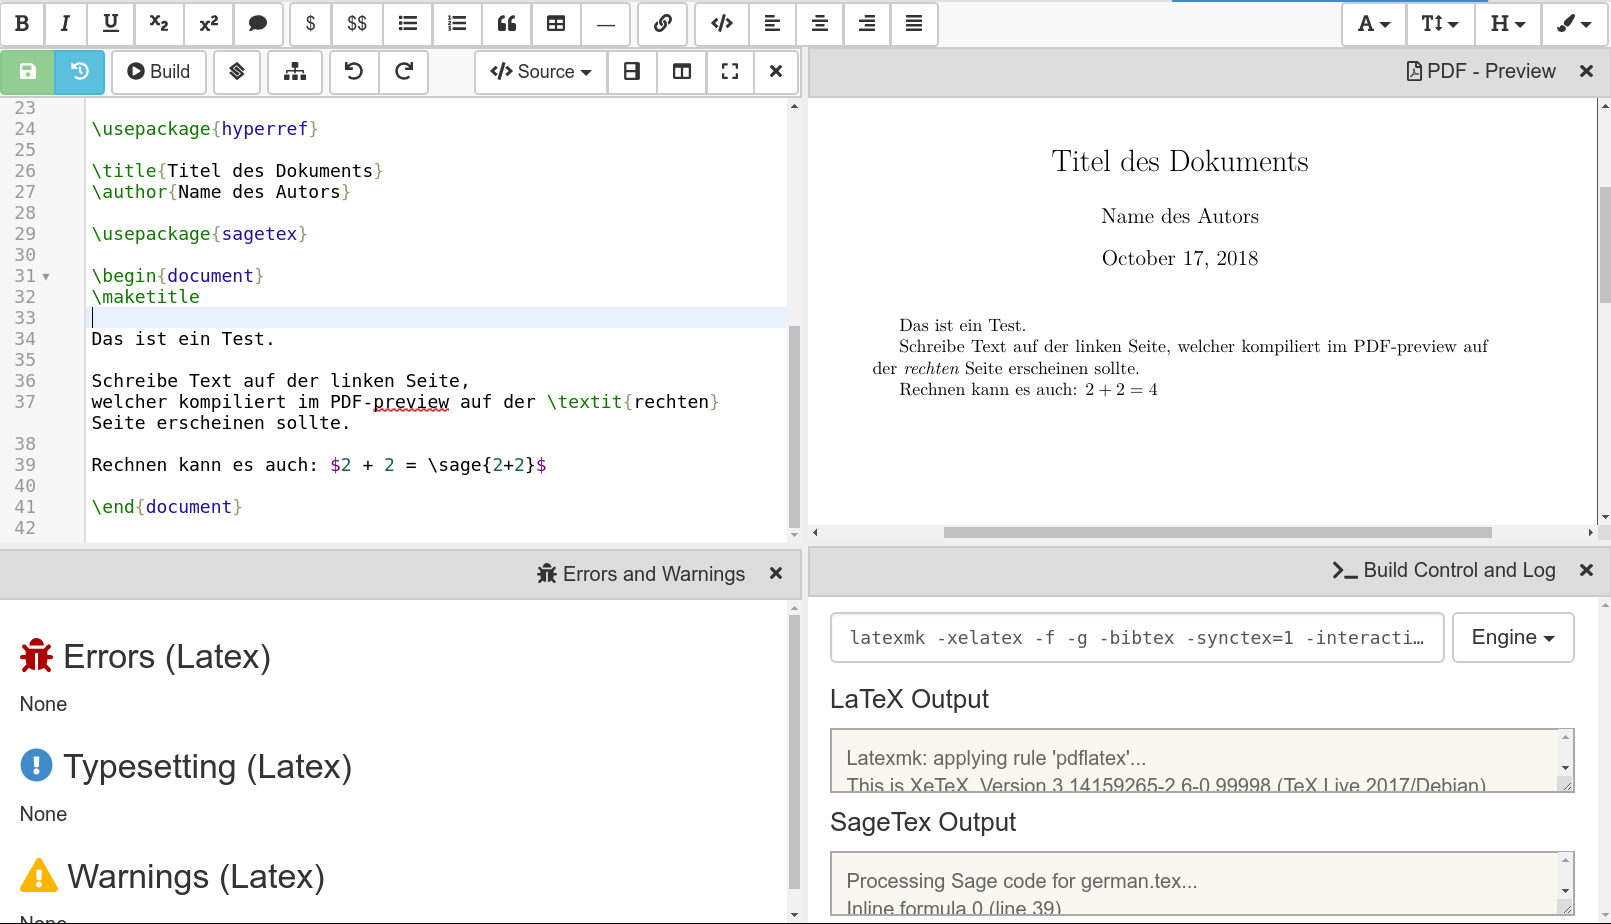 B I U x₂ x² $ $$ —
A T H
Build Source
PDF - Preview
23
24 \usepackage{hyperref}
25
26 \title{Titel des Dokuments}
27 \author{Name des Autors}
28
29 \usepackage{sagetex}
30
31 \begin{document}
32 \maketitle
33
34 Das ist ein Test.
35
36 Schreibe Text auf der linken Seite,
37 welcher kompiliert im PDF-preview auf der \textit{rechten}
Seite erscheinen sollte.
38
39 Rechnen kann es auch: $2 + 2 = \sage{2+2}$
40
41 \end{document}
42
Titel des Dokuments
Name des Autors
October 17, 2018
Das ist ein Test.
Schreibe Text auf der linken Seite, welcher kompiliert im PDF-preview auf
der rechten Seite erscheinen sollte.
Rechnen kann es auch: 2 + 2 = 4
Errors and Warnings
Errors (Latex)
None
Typesetting (Latex)
None
Warnings (Latex)
None
Build Control and Log
latexmk -xelatex -f -g -bibtex -synctex=1 -interacti…
Engine
LaTeX Output
Latexmk: applying rule 'pdflatex'...
This is XeTeX, Version 3.14159265-2.6-0.99998 (TeX Live 2017/Debian)
SageTex Output
Processing Sage code for german.tex...
Inline formula 0 (line 39)